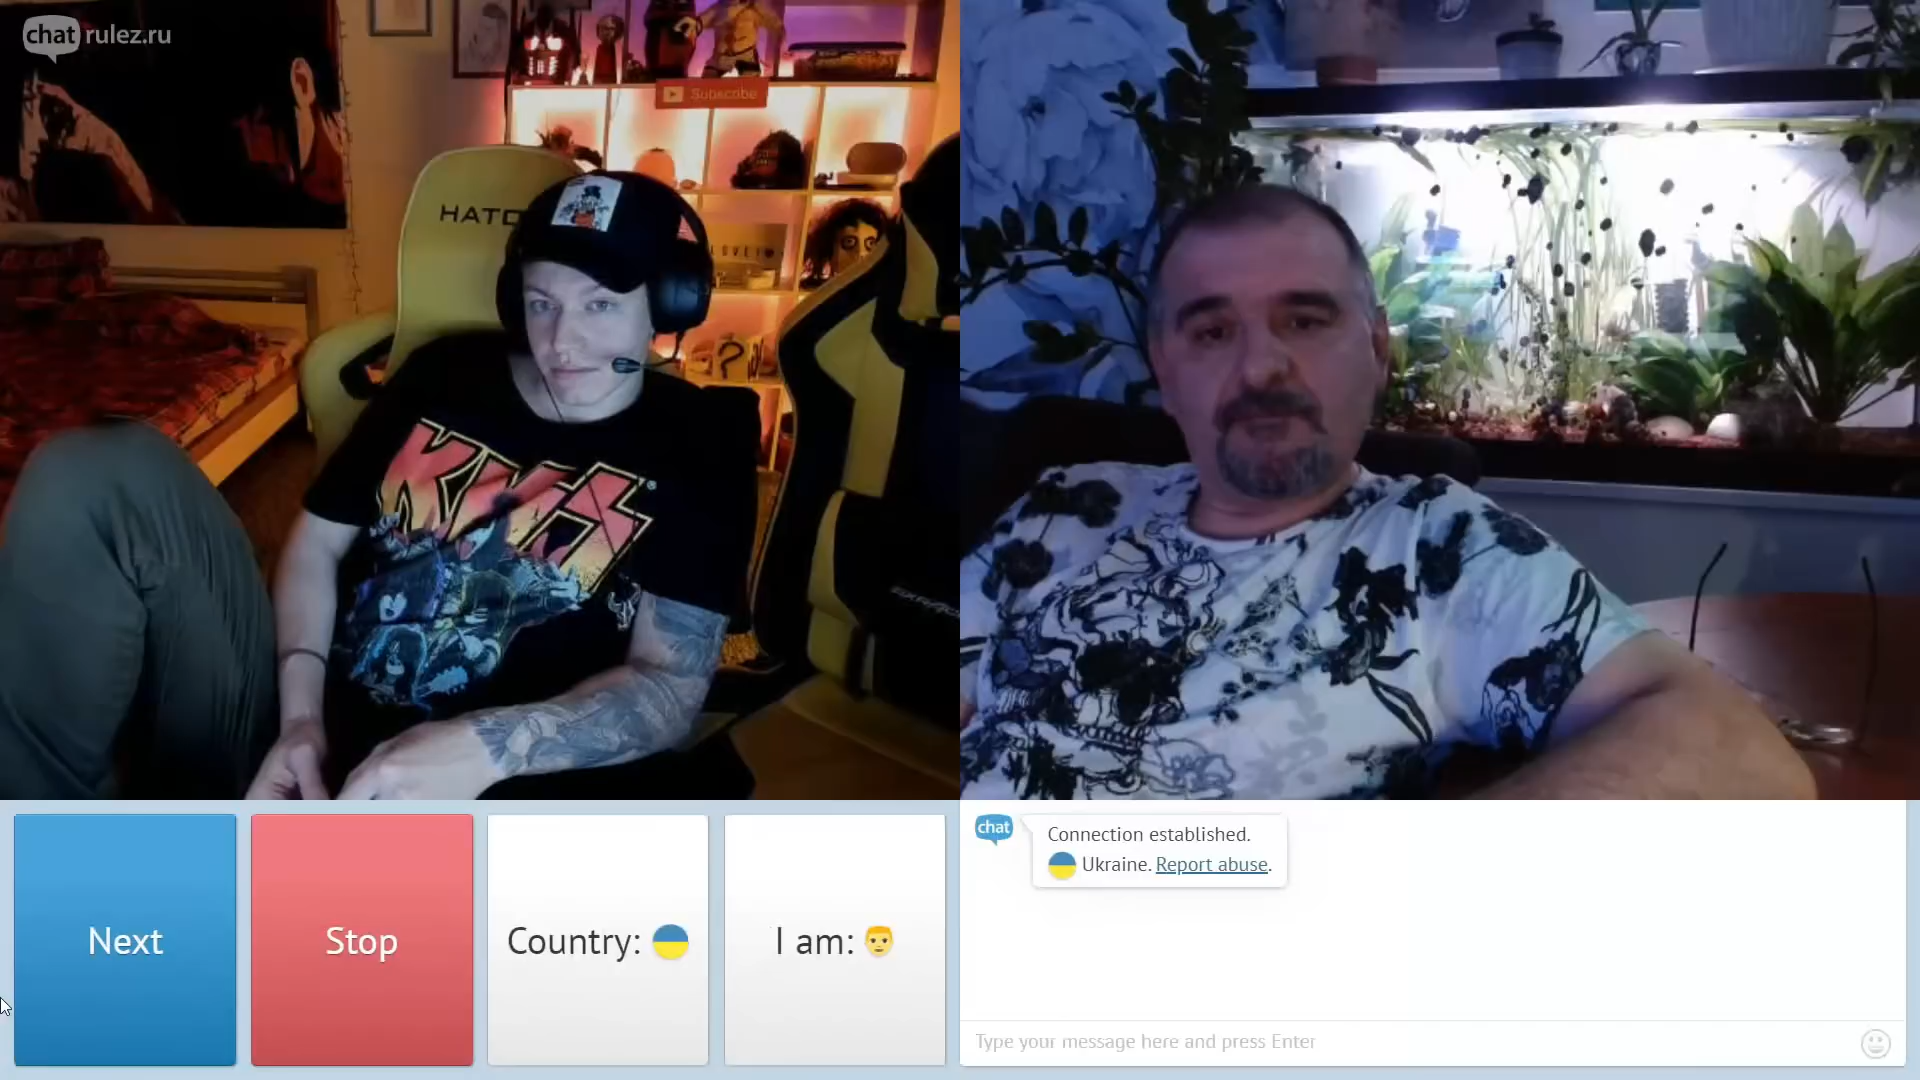 chat rulez.ru
Subscribe
HATO
KISS
chat
Connection established.
Ukraine. Report abuse.
Next
Stop
Country:
I am:
Type your message here and press Enter